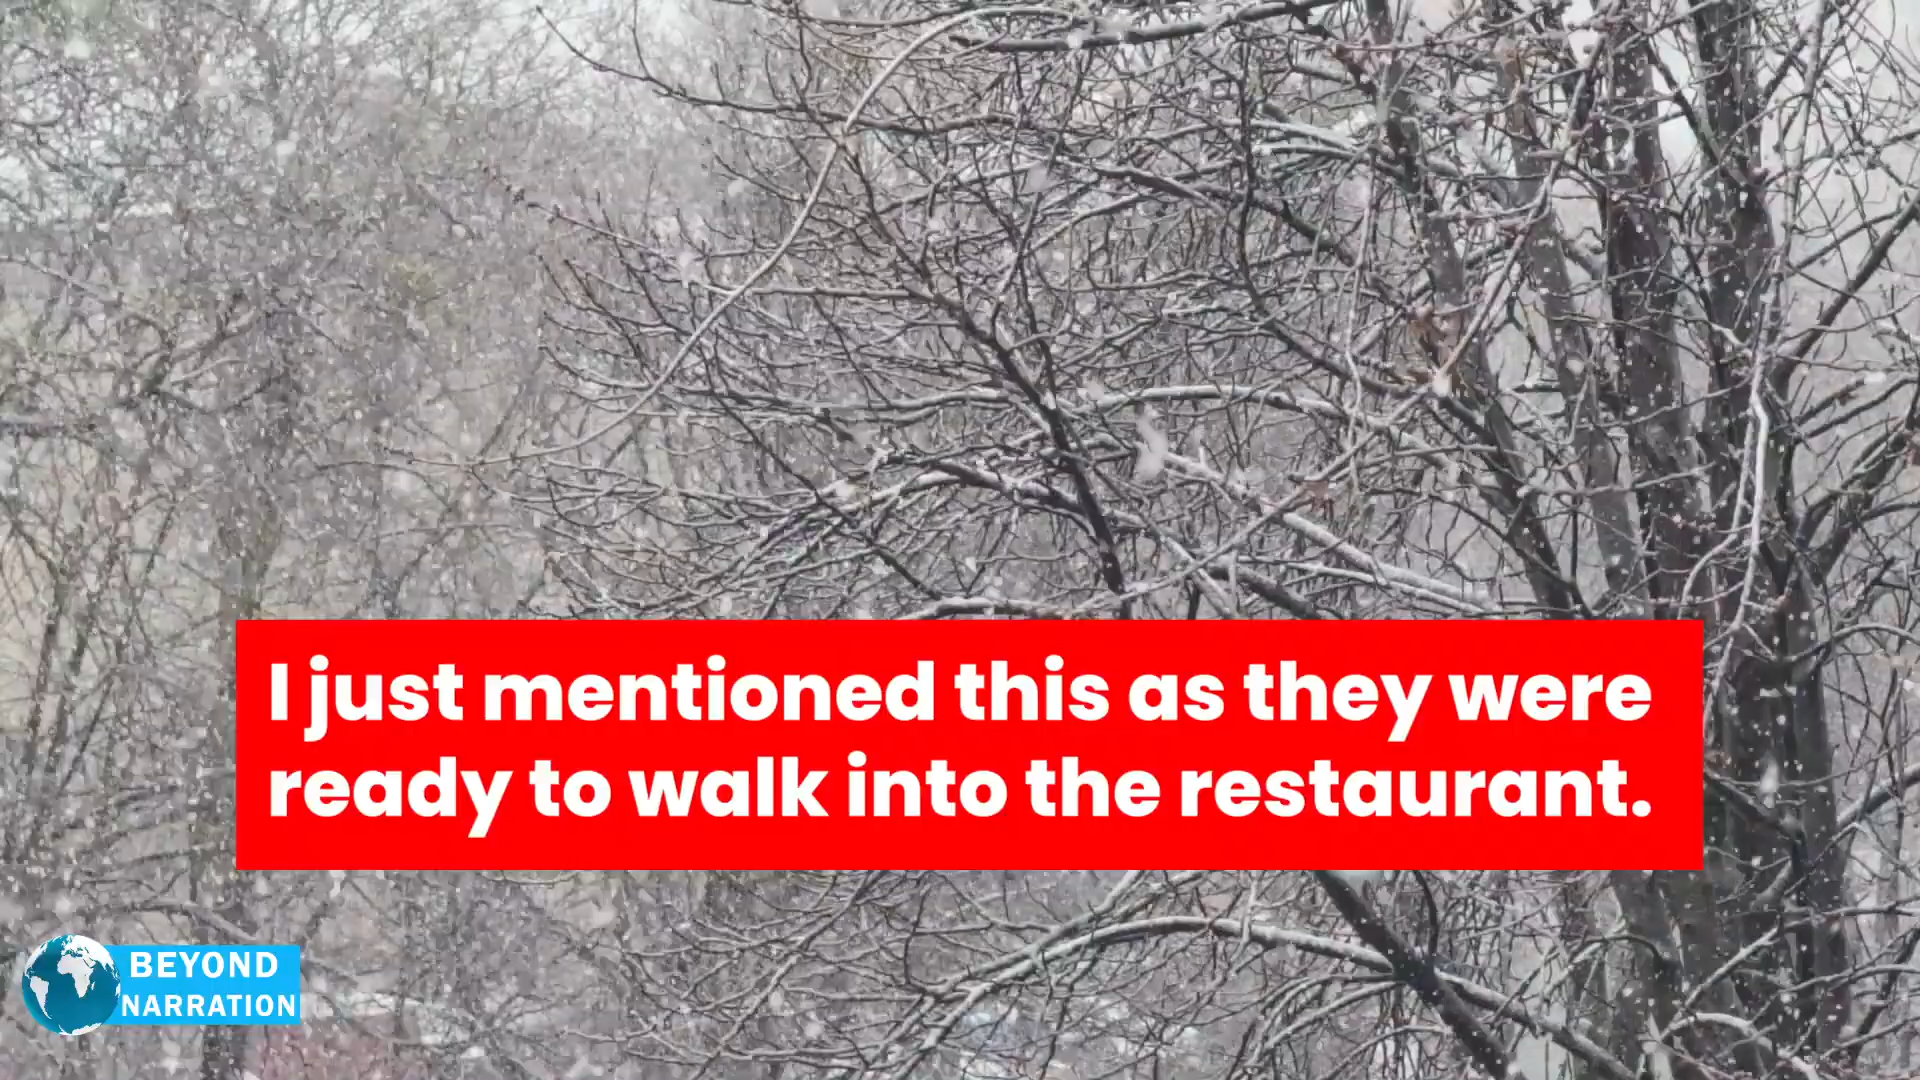 I just mentioned this as they were
ready to walk into the restaurant.
BEYOND
NARRATION